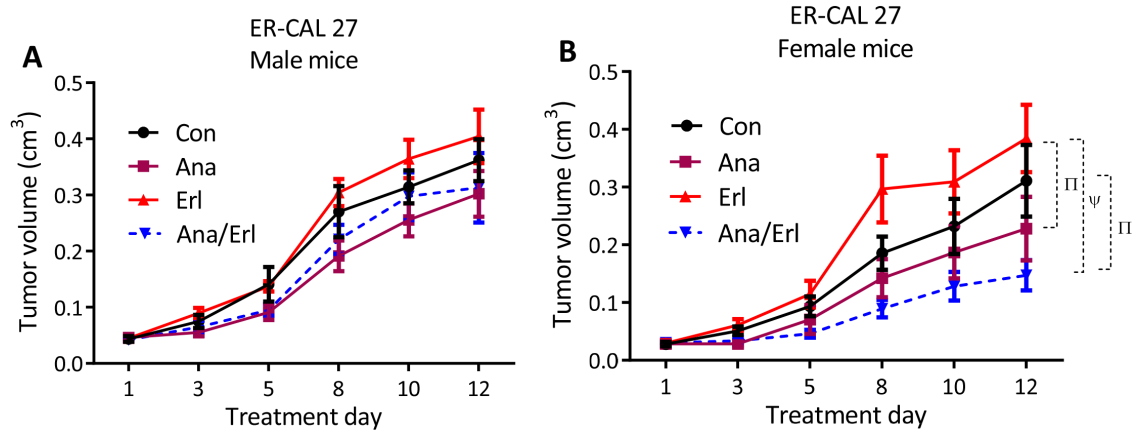 A
ER-CAL 27
Male mice
Tumor volume (cm3)
0.5
0.4
0.3
0.2
0.1
0.0
Con
Ana
Erl
Ana/Erl
1 3 5 8 10 12
Treatment day
B
ER-CAL 27
Female mice
Tumor volume (cm3)
0.5
0.4
0.3
0.2
0.1
0.0
Con
Ana
Erl
Ana/Erl
Π
Ψ
Π
1 3 5 8 10 12
Treatment day